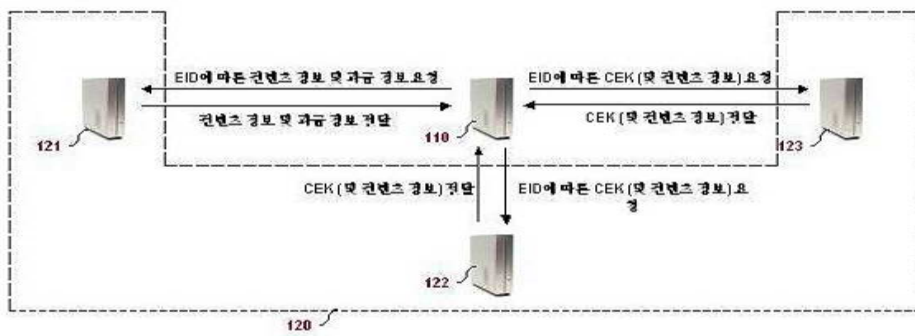 EID에 따른 컨텐츠 정보 및 과금 정보 요청
EID에 따른 CEK (및 컨텐츠 정보) 요청
컨텐츠 정보 및 과금 정보 전달
CEK (및 컨텐츠 정보) 전달
121
110
123
CEK (및 컨텐츠 정보) 전달
EID에 따른 CEK (및 컨텐츠 정보) 요
청
122
120